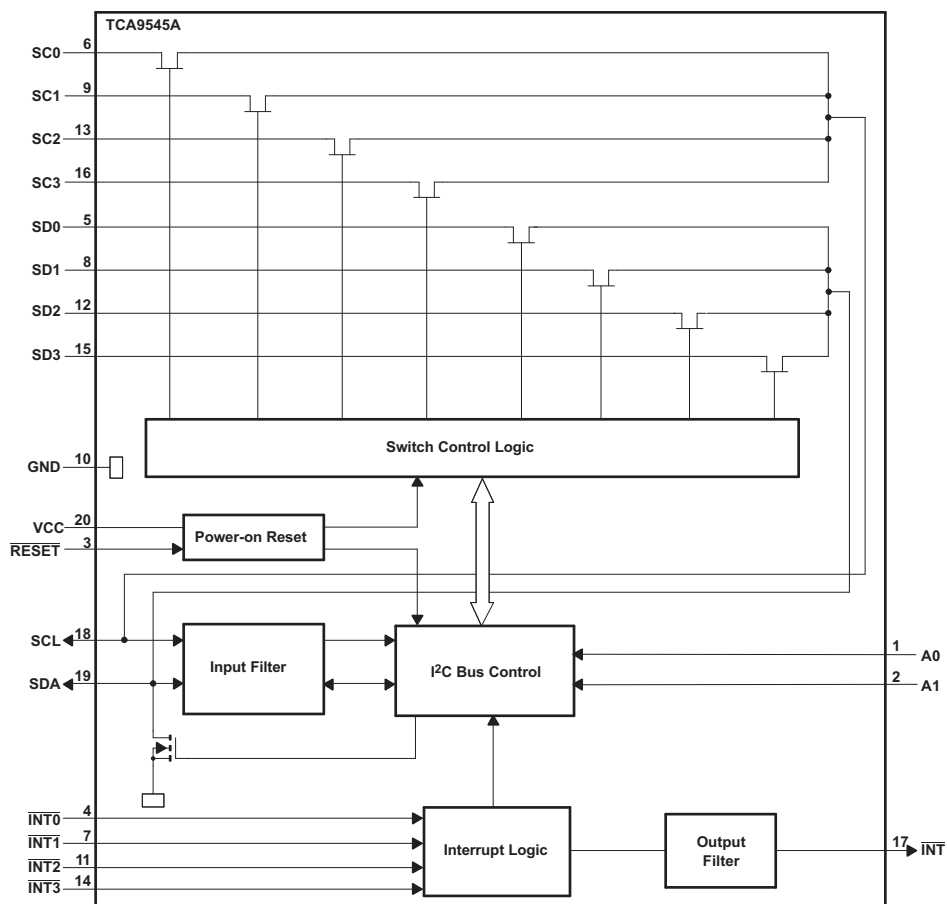 TCA9545A
SC0 6
SC1 9
SC2 13
SC3 16
SD0 5
SD1 8
SD2 12
SD3 15
Switch Control Logic
GND 10
VCC 20
RESET 3
Power-on Reset
SCL 18
SDA 19
Input Filter
I²C Bus Control
1 A0
2 A1
INT0 4
INT1 7
INT2 11
INT3 14
Interrupt Logic
Output
Filter
17 INT